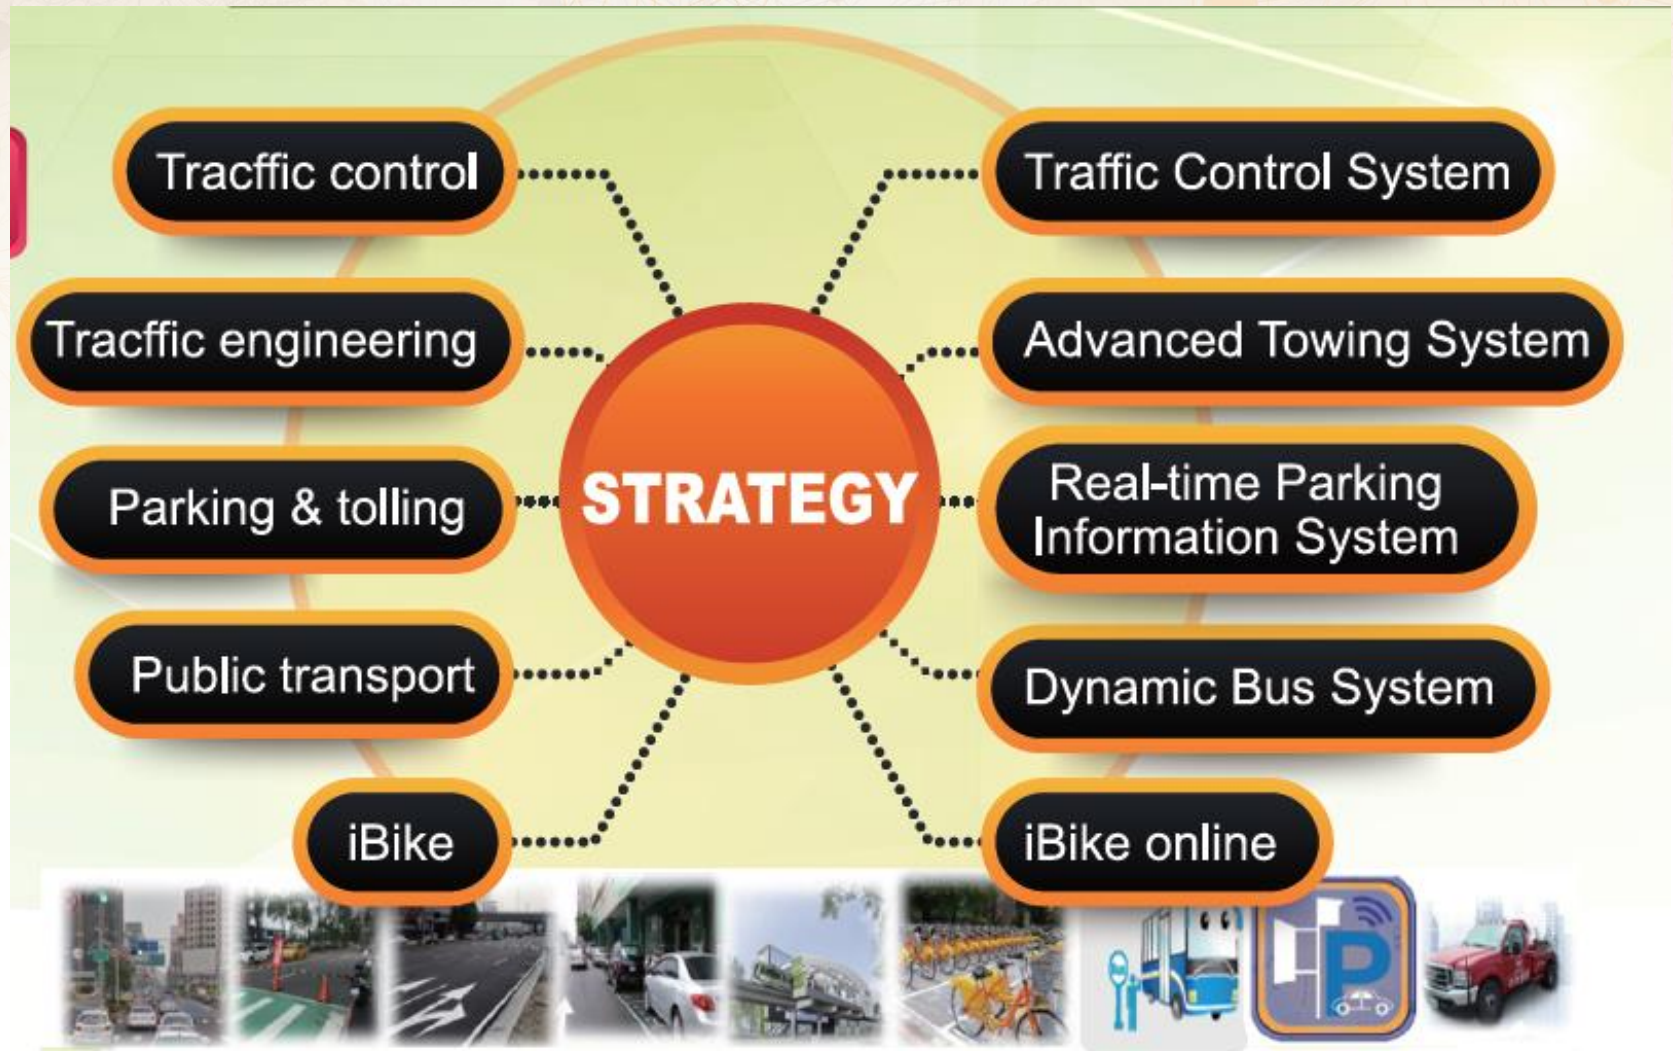 Tracffic control
Traffic Control System
Tracffic engineering
Advanced Towing System
Parking & tolling
STRATEGY
Real-time Parking
Information System
Public transport
Dynamic Bus System
iBike
iBike online
P